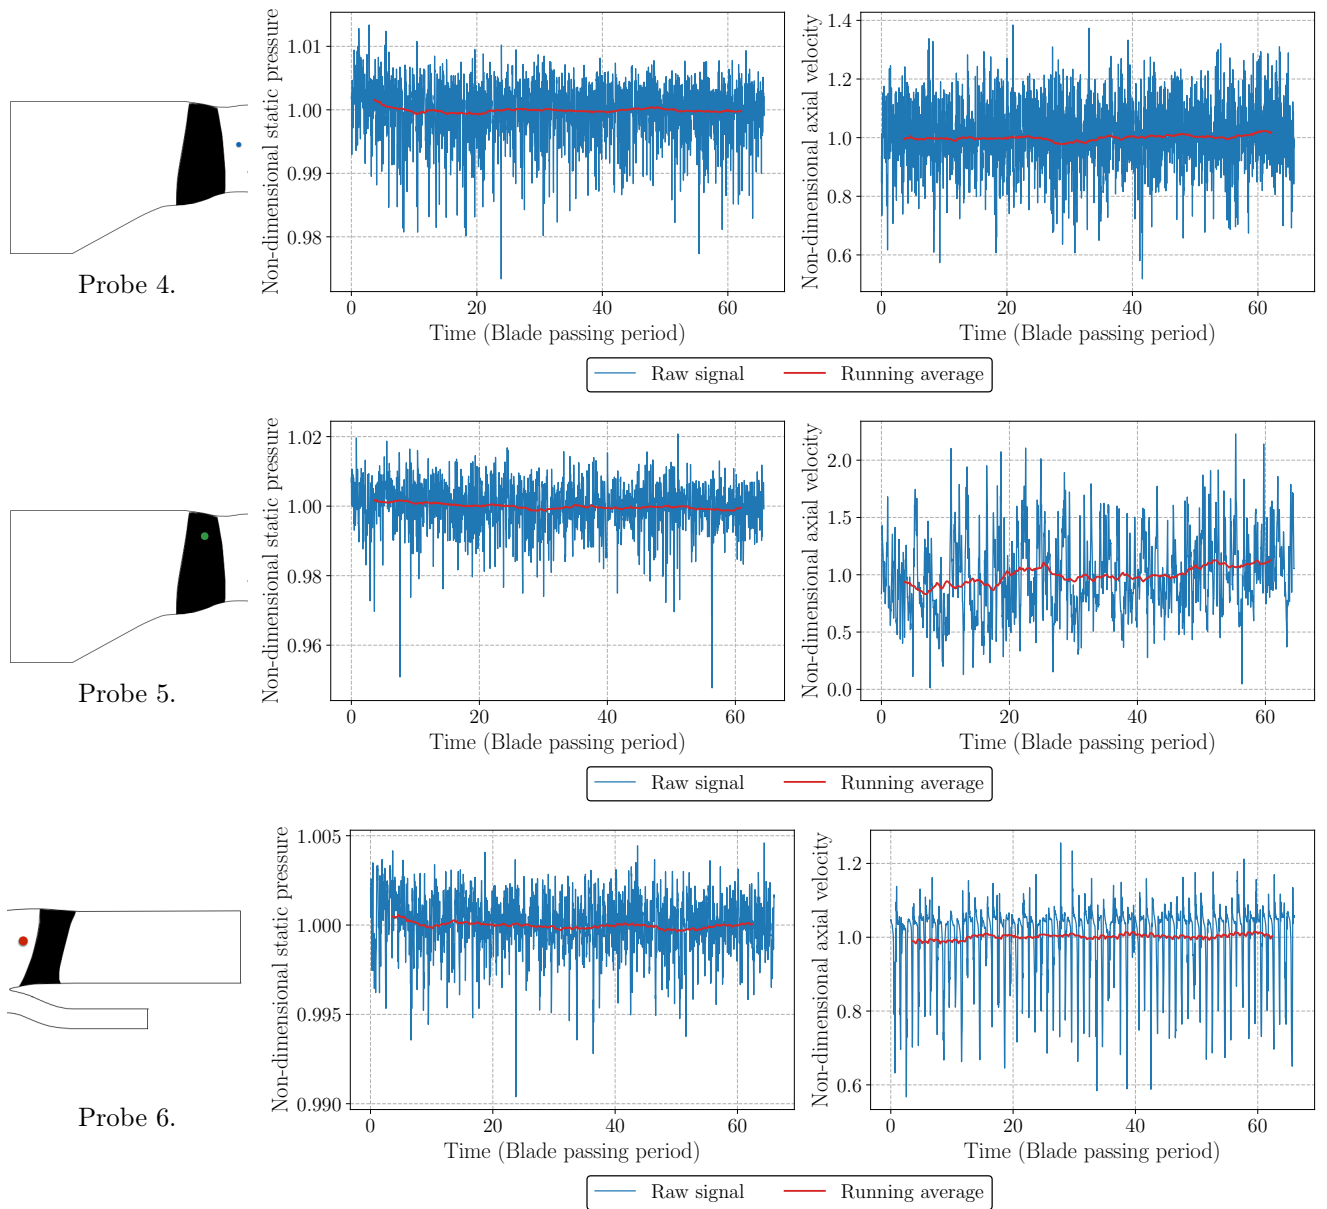 Probe 4.
Non-dimensional static pressure
1.01
1.00
0.99
0.98
0 20 40 60
Time (Blade passing period)
Non-dimensional axial velocity
1.4
1.2
1.0
0.8
0.6
0 20 40 60
Time (Blade passing period)
Raw signal Running average
Probe 5.
Non-dimensional static pressure
1.02
1.00
0.98
0.96
0 20 40 60
Time (Blade passing period)
Non-dimensional axial velocity
2.0
1.5
1.0
0.5
0.0
0 20 40 60
Time (Blade passing period)
Raw signal Running average
Probe 6.
Non-dimensional static pressure
1.005
1.000
0.995
0.990
0 20 40 60
Time (Blade passing period)
Non-dimensional axial velocity
1.2
1.0
0.8
0.6
0 20 40 60
Time (Blade passing period)
Raw signal Running average